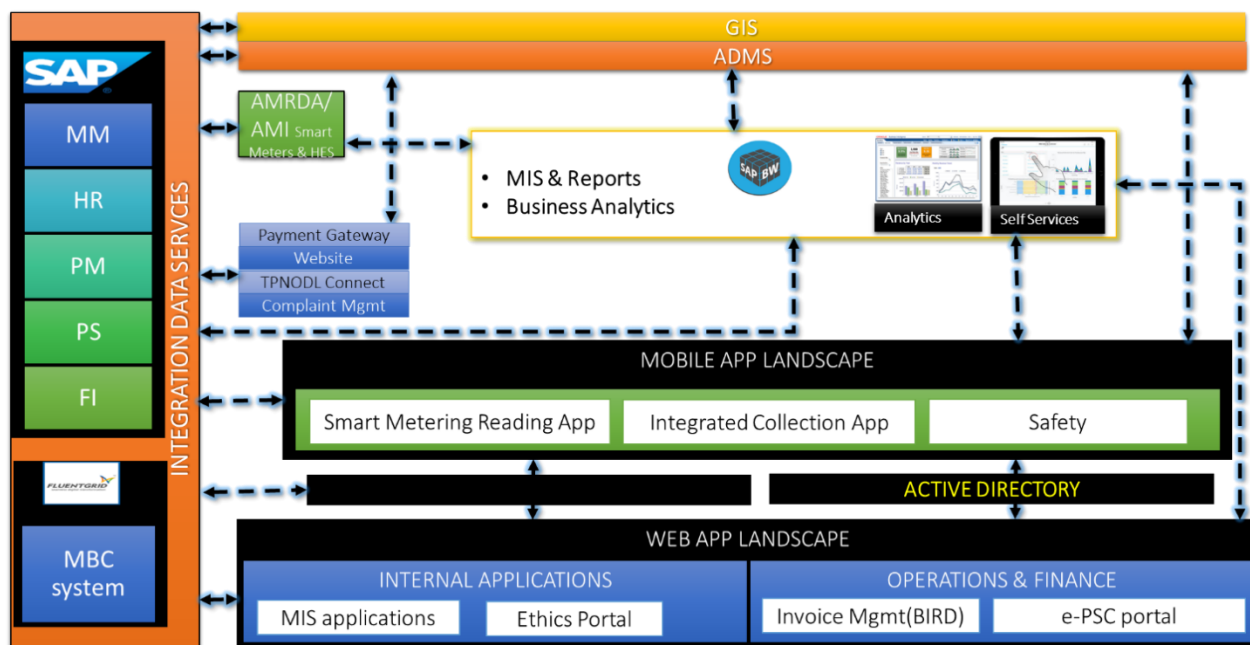 GIS
ADMS
SAP
MM
HR
PM
PS
FI
INTEGRATION DATA SERVCES
FLUENTGRID
MBC
system
AMRDA/
AMI Smart
Meters & HES
• MIS & Reports
• Business Analytics
SAP BW
Analytics
Self Services
Payment Gateway
Website
TPNODL Connect
Complaint Mgmt
MOBILE APP LANDSCAPE
Smart Metering Reading App
Integrated Collection App
Safety
ACTIVE DIRECTORY
WEB APP LANDSCAPE
INTERNAL APPLICATIONS
MIS applications
Ethics Portal
OPERATIONS & FINANCE
Invoice Mgmt(BIRD)
e-PSC portal